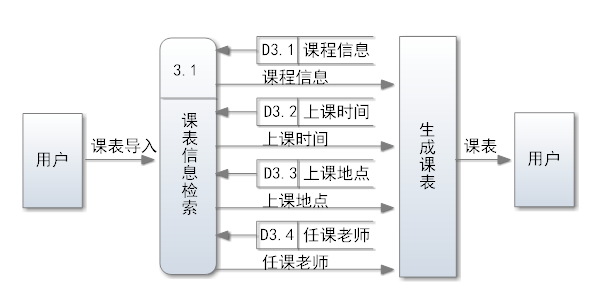 D3.1 课程信息
3.1
课程信息
D3.2 上课时间
课表信息检索
上课时间
生成课表
用户
课表导入
课表
用户
D3.3 上课地点
上课地点
D3.4 任课老师
任课老师